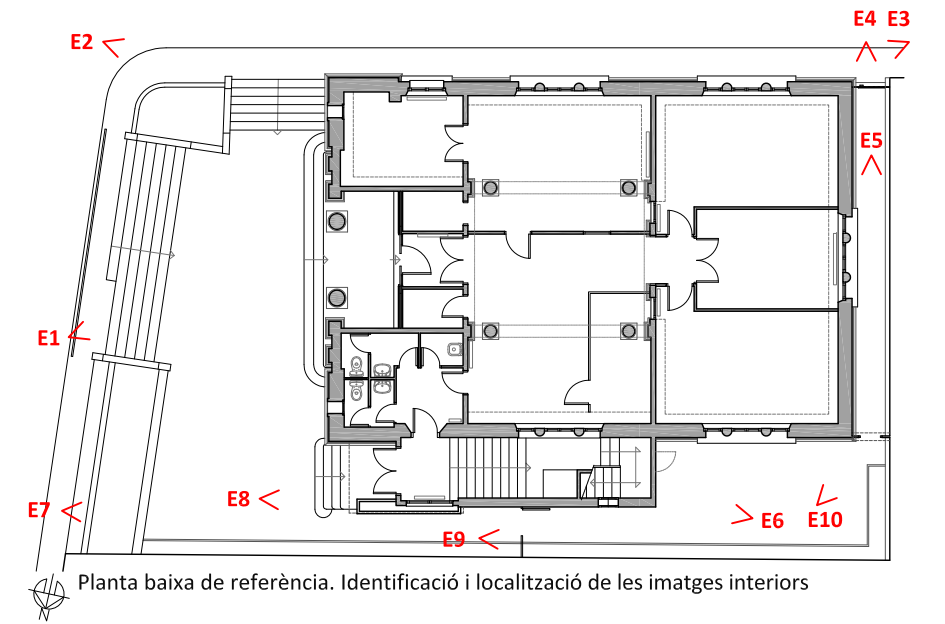 E4 E3
E2
E5
E1
E8
E7
E6 E10
E9
Planta baixa de referència. Identificació i localització de les imatges interiors
N